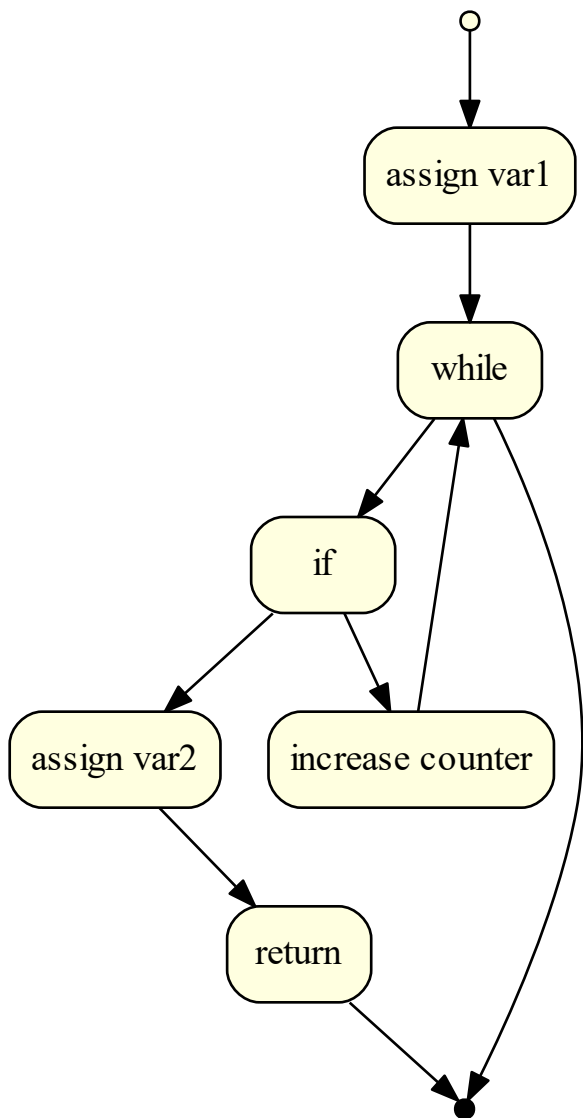 assign var1
while
if
assign var2
increase counter
return